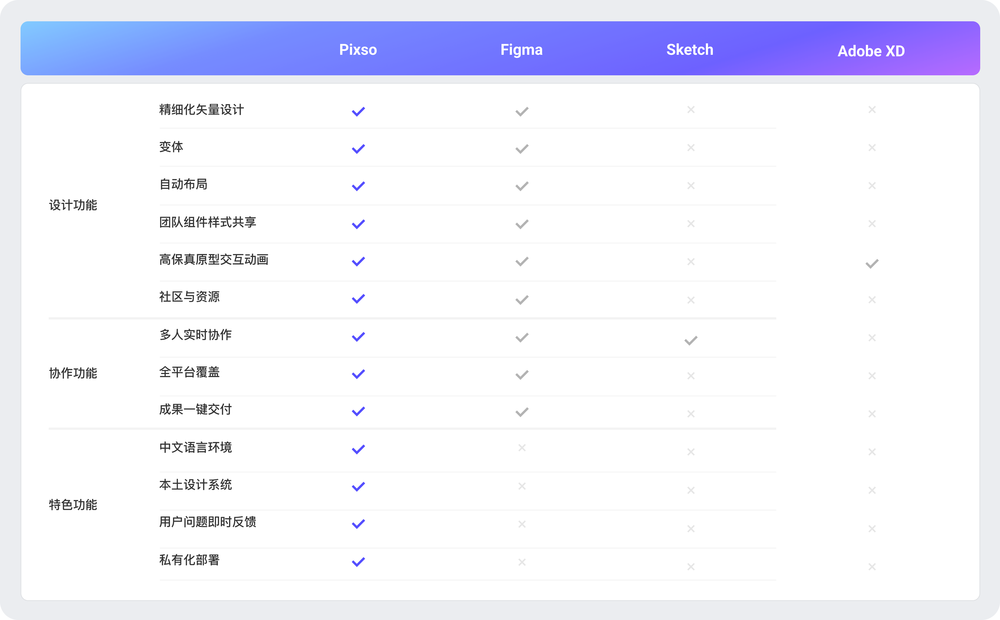 Pixso Figma Sketch Adobe XD
精细化矢量设计
变体
自动布局
设计功能
团队组件样式共享
高保真原型交互动画
社区与资源
多人实时协作
协作功能
全平台覆盖
成果一键交付
中文语言环境
本土设计系统
特色功能
用户问题即时反馈
私有化部署